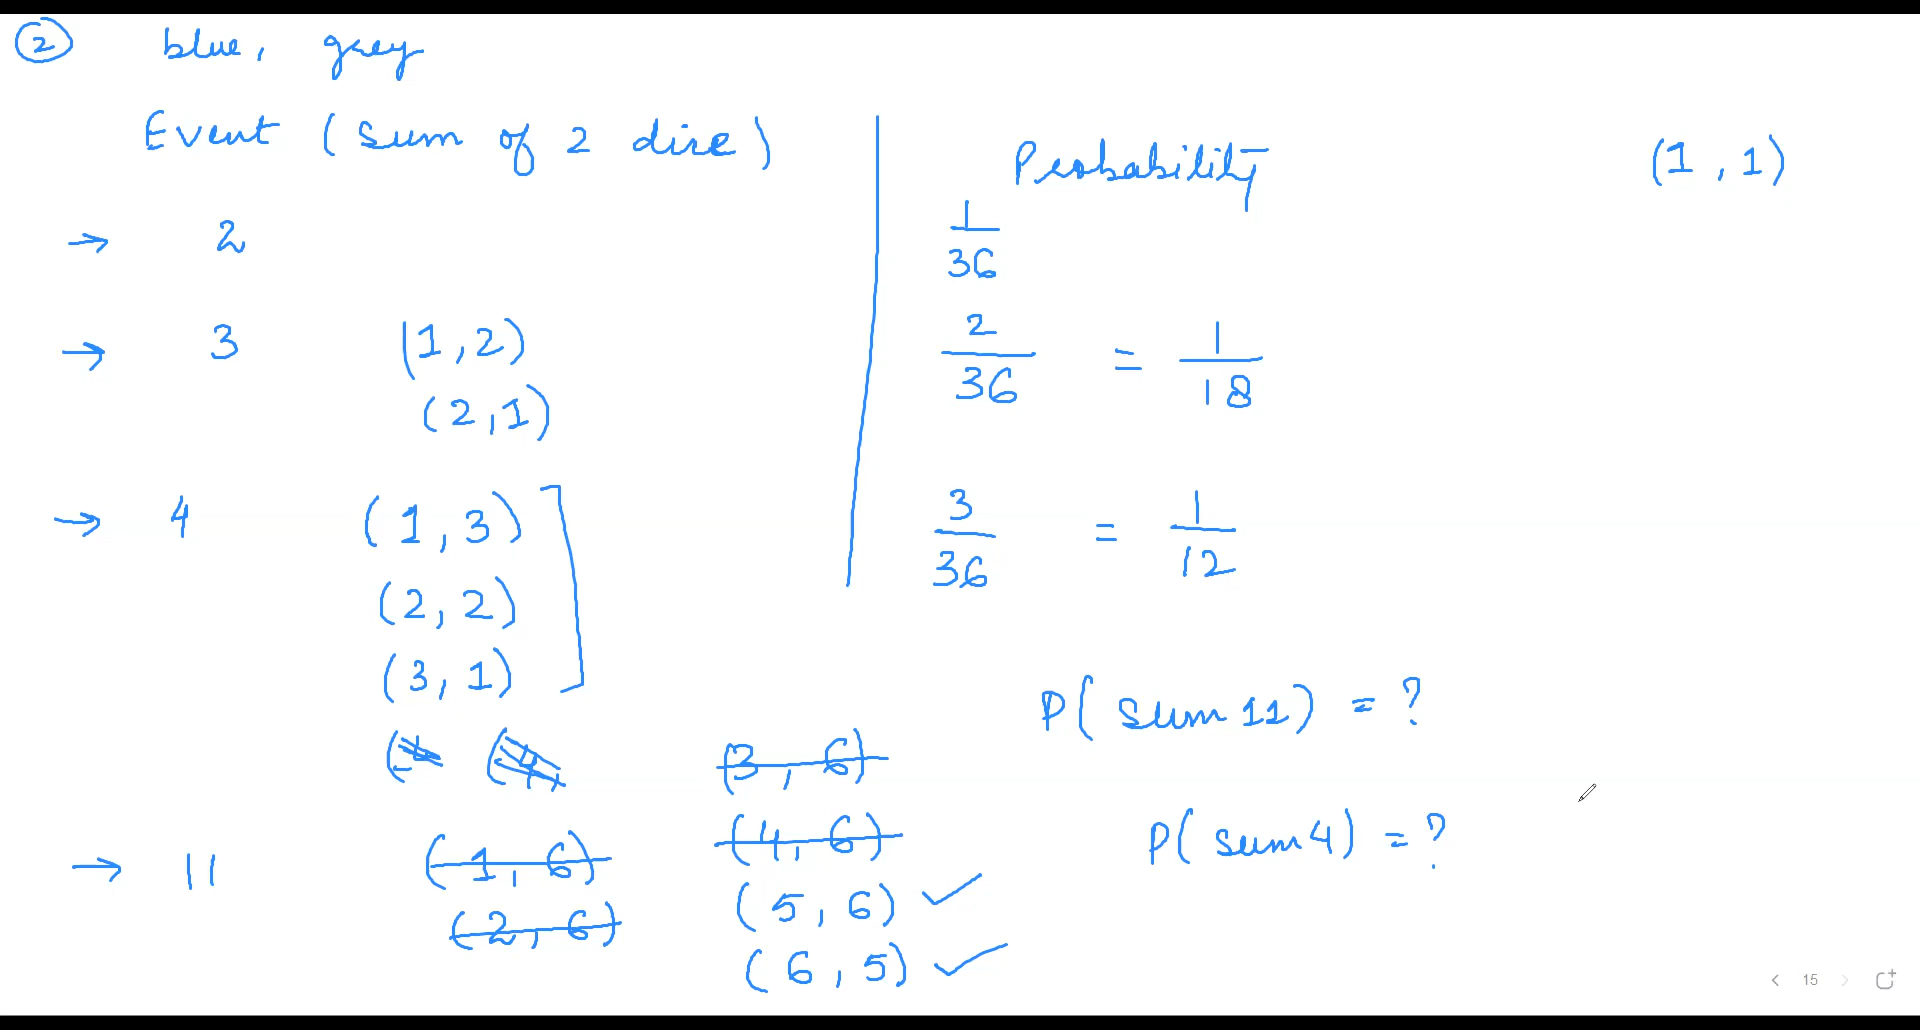 ② blue, grey
Event ( sum of 2 dice )
Probability
(1, 1)
→ 2
1/36
→ 3 (1, 2)
(2, 1)
2/36 = 1/18
→ 4 (1, 3)
(2, 2)
(3, 1)
3/36 = 1/12
P( sum 11) = ?
(3, 6)
P( sum 4) = ?
(4, 6)
→ 11 (1, 6)
(2, 6)
(5, 6) ✓
(6, 5) ✓
< 15 >